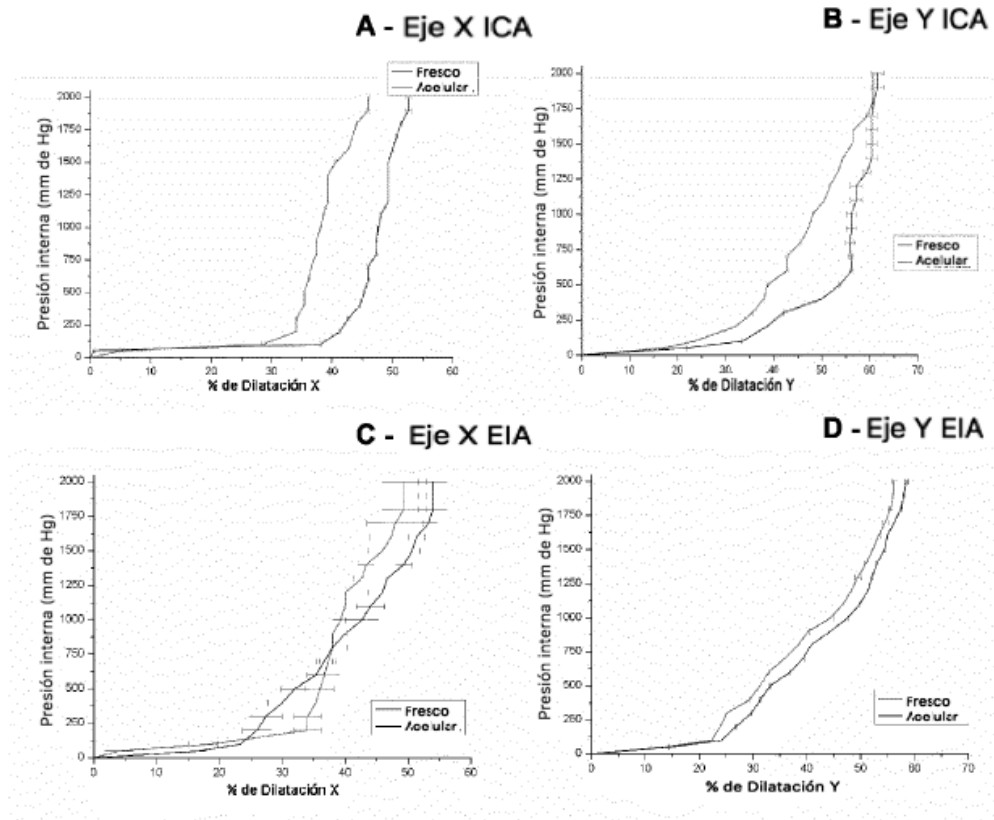 A - Eje X ICA
Fresco
Acelular
2000
1750
1500
1250
1000
750
500
250
0
Presión interna (mm de Hg)
0 10 20 30 40 50 60
% de Dilatación X
B - Eje Y ICA
2000
1750
1500
1250
1000
750
500
250
0
Presión interna (mm de Hg)
Fresco
Acelular
0 10 20 30 40 50 60 70
% de Dilatación Y
C - Eje X EIA
2000
1750
1500
1250
1000
750
500
250
0
Presión interna (mm de Hg)
Fresco
Acelular
0 10 20 30 40 50 60
% de Dilatación X
D - Eje Y EIA
2000
1750
1500
1250
1000
750
500
250
0
Presión interna (mm de Hg)
Fresco
Acelular
0 10 20 30 40 50 60 70
% de Dilatación Y